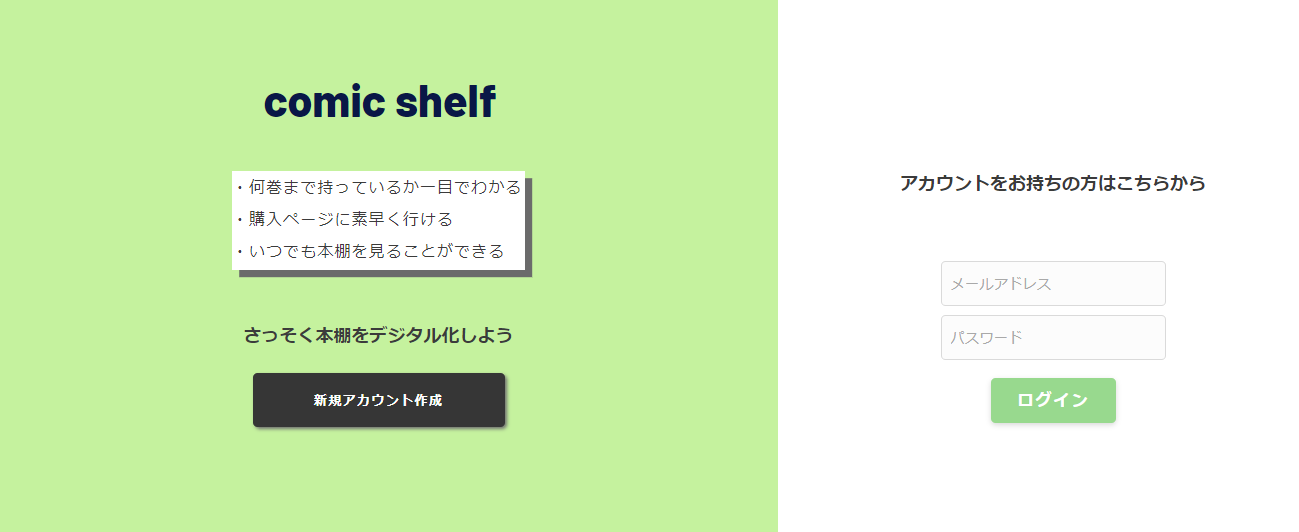 comic shelf
・何巻まで持っているか一目でわかる
・購入ページに素早く行ける
・いつでも本棚を見ることができる
さっそく本棚をデジタル化しよう
新規アカウント作成
アカウントをお持ちの方はこちらから
メールアドレス
パスワード
ログイン